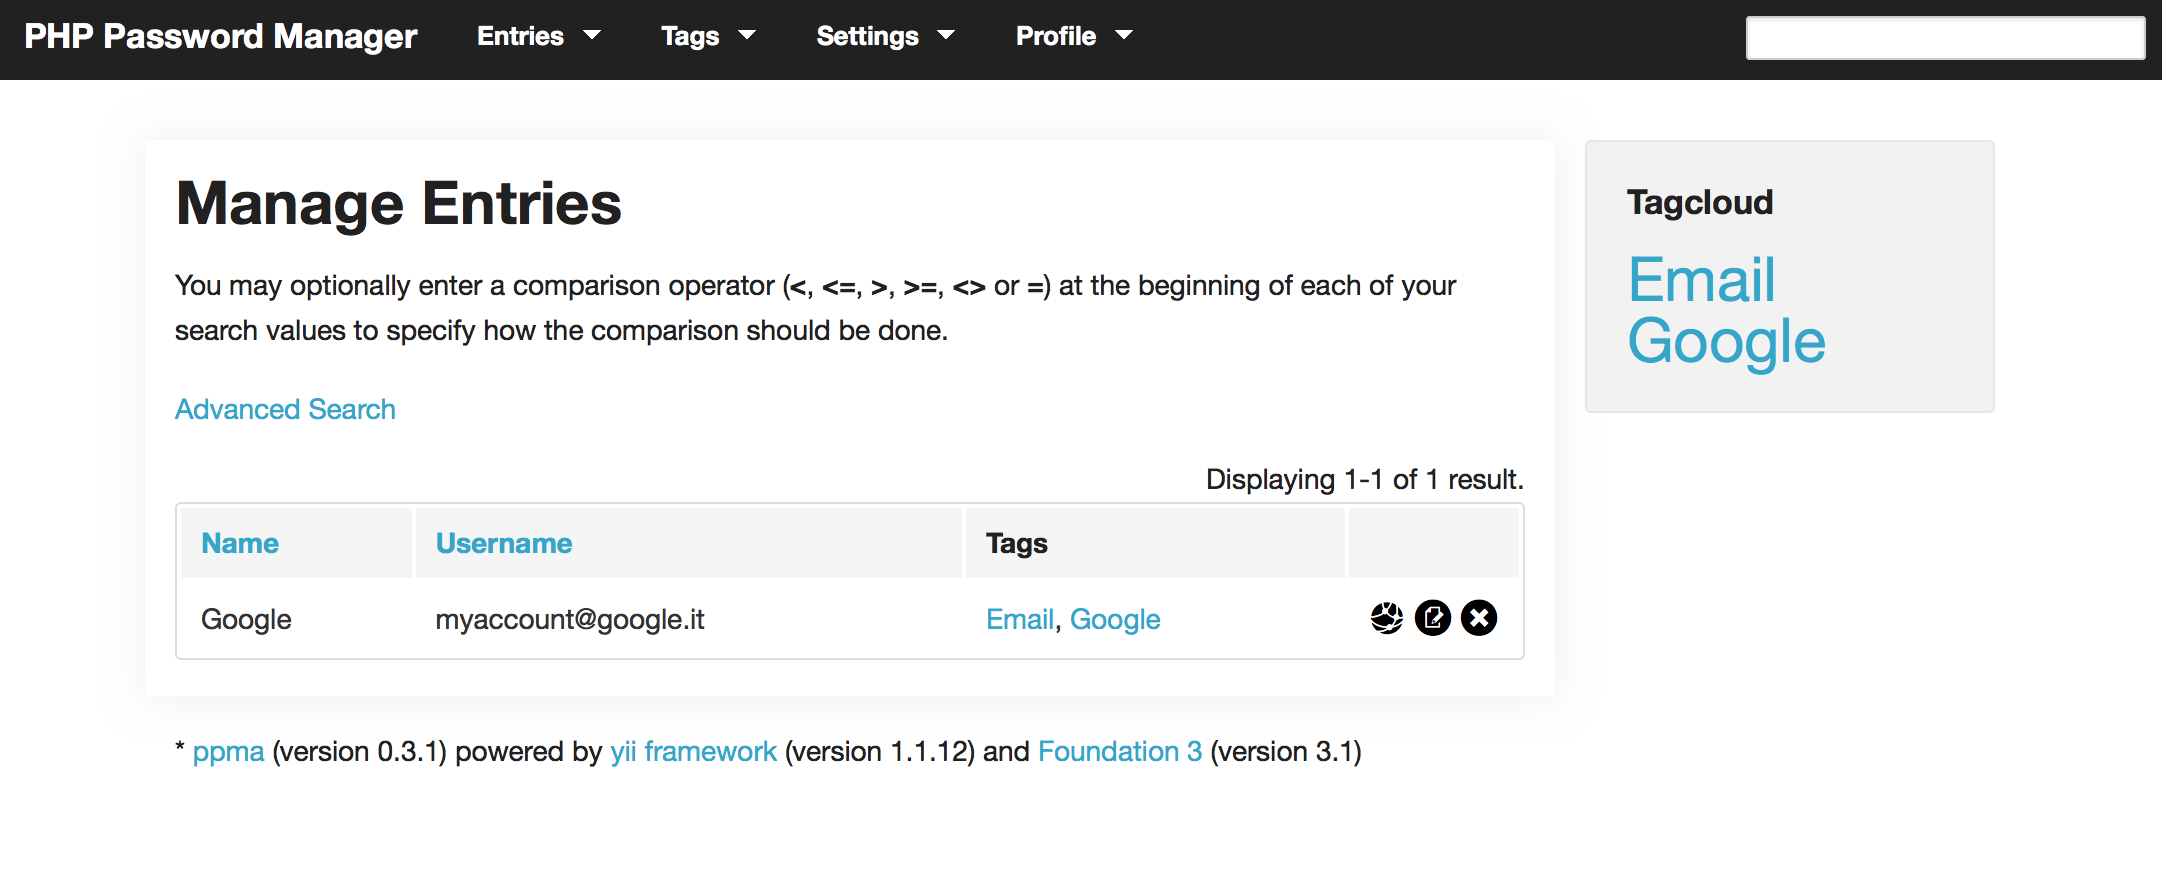 PHP Password Manager Entries Tags Settings Profile
Manage Entries
You may optionally enter a comparison operator (<, <=, >, >=, <> or =) at the beginning of each of your
search values to specify how the comparison should be done.
Advanced Search
Displaying 1-1 of 1 result.
Name Username Tags
Google myaccount@google.it Email, Google
* ppma (version 0.3.1) powered by yii framework (version 1.1.12) and Foundation 3 (version 3.1)
Tagcloud
Email
Google